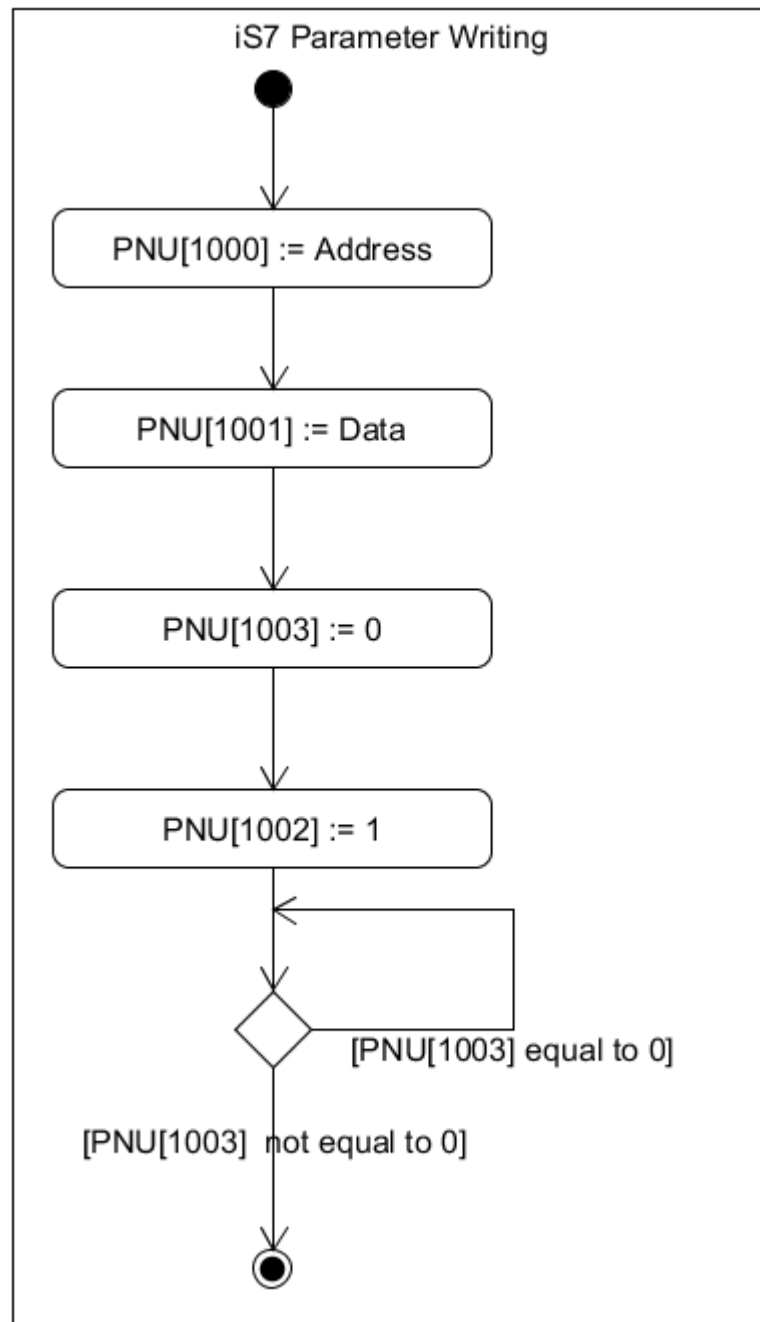 iS7 Parameter Writing
PNU[1000] := Address
PNU[1001] := Data
PNU[1003] := 0
PNU[1002] := 1
[PNU[1003] equal to 0]
[PNU[1003]  not equal to 0]